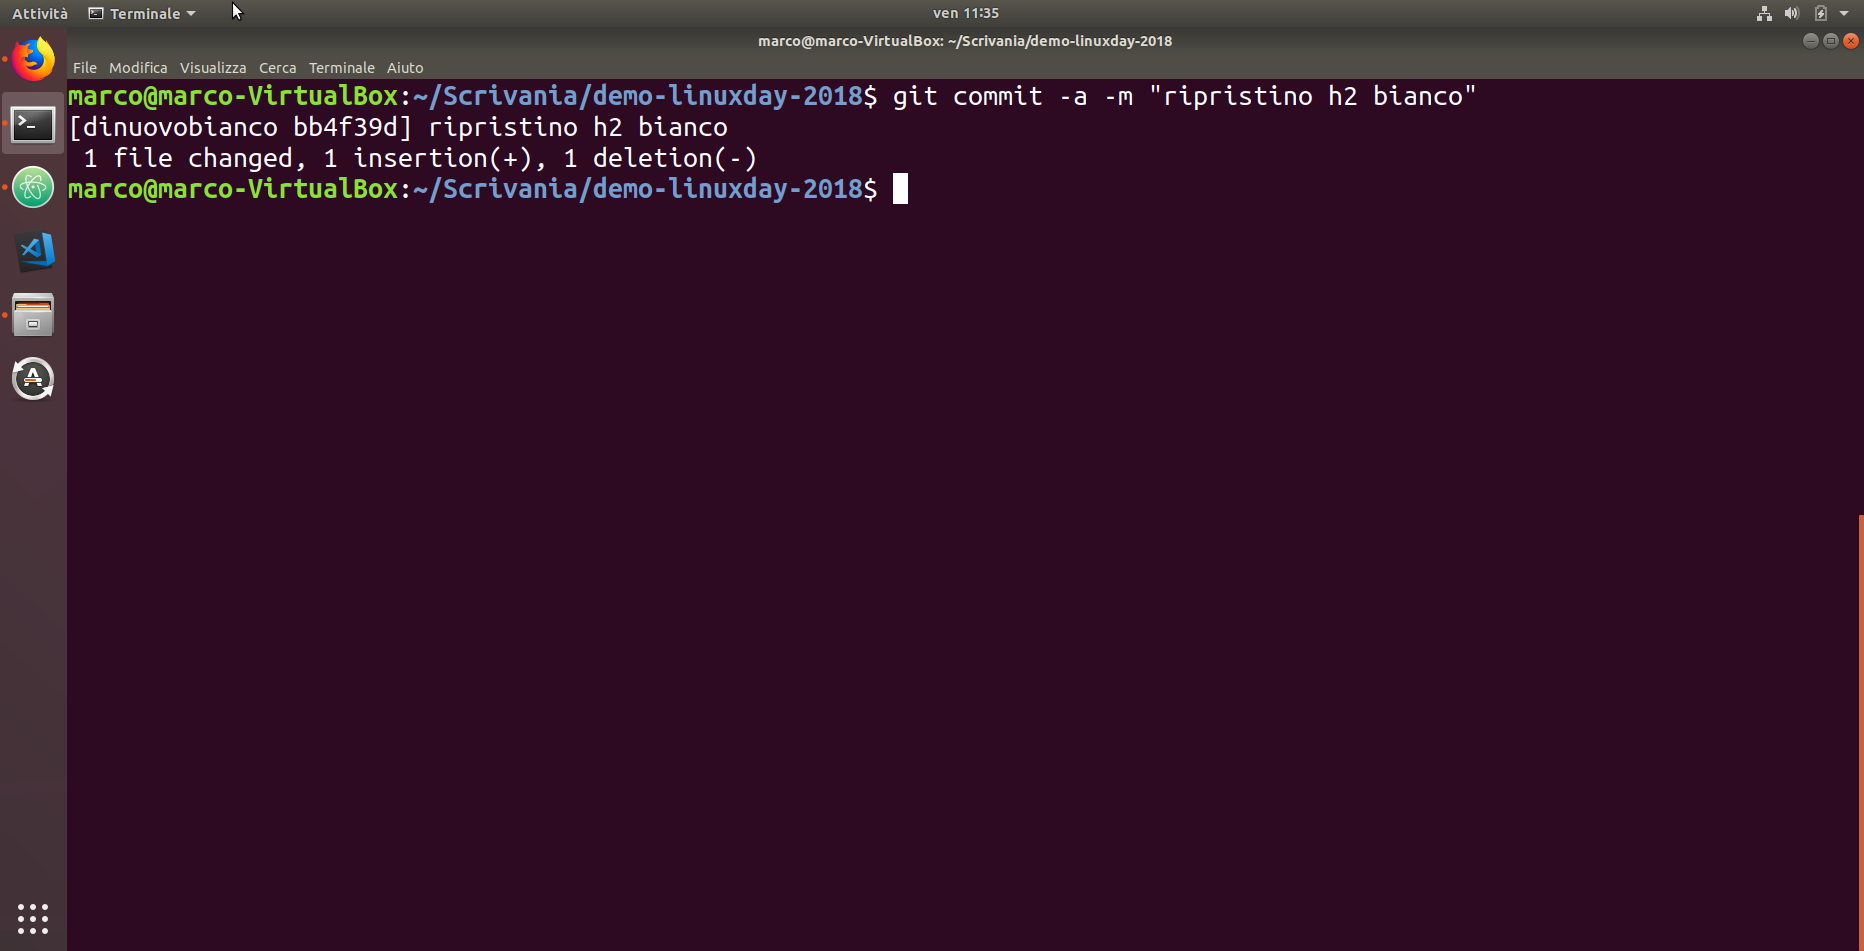 Attività Terminale ven 11:35
marco@marco-VirtualBox: ~/Scrivania/demo-linuxday-2018
File Modifica Visualizza Cerca Terminale Aiuto
marco@marco-VirtualBox:~/Scrivania/demo-linuxday-2018$ git commit -a -m "ripristino h2 bianco"
[dinuovobianco bb4f39d] ripristino h2 bianco
 1 file changed, 1 insertion(+), 1 deletion(-)
marco@marco-VirtualBox:~/Scrivania/demo-linuxday-2018$